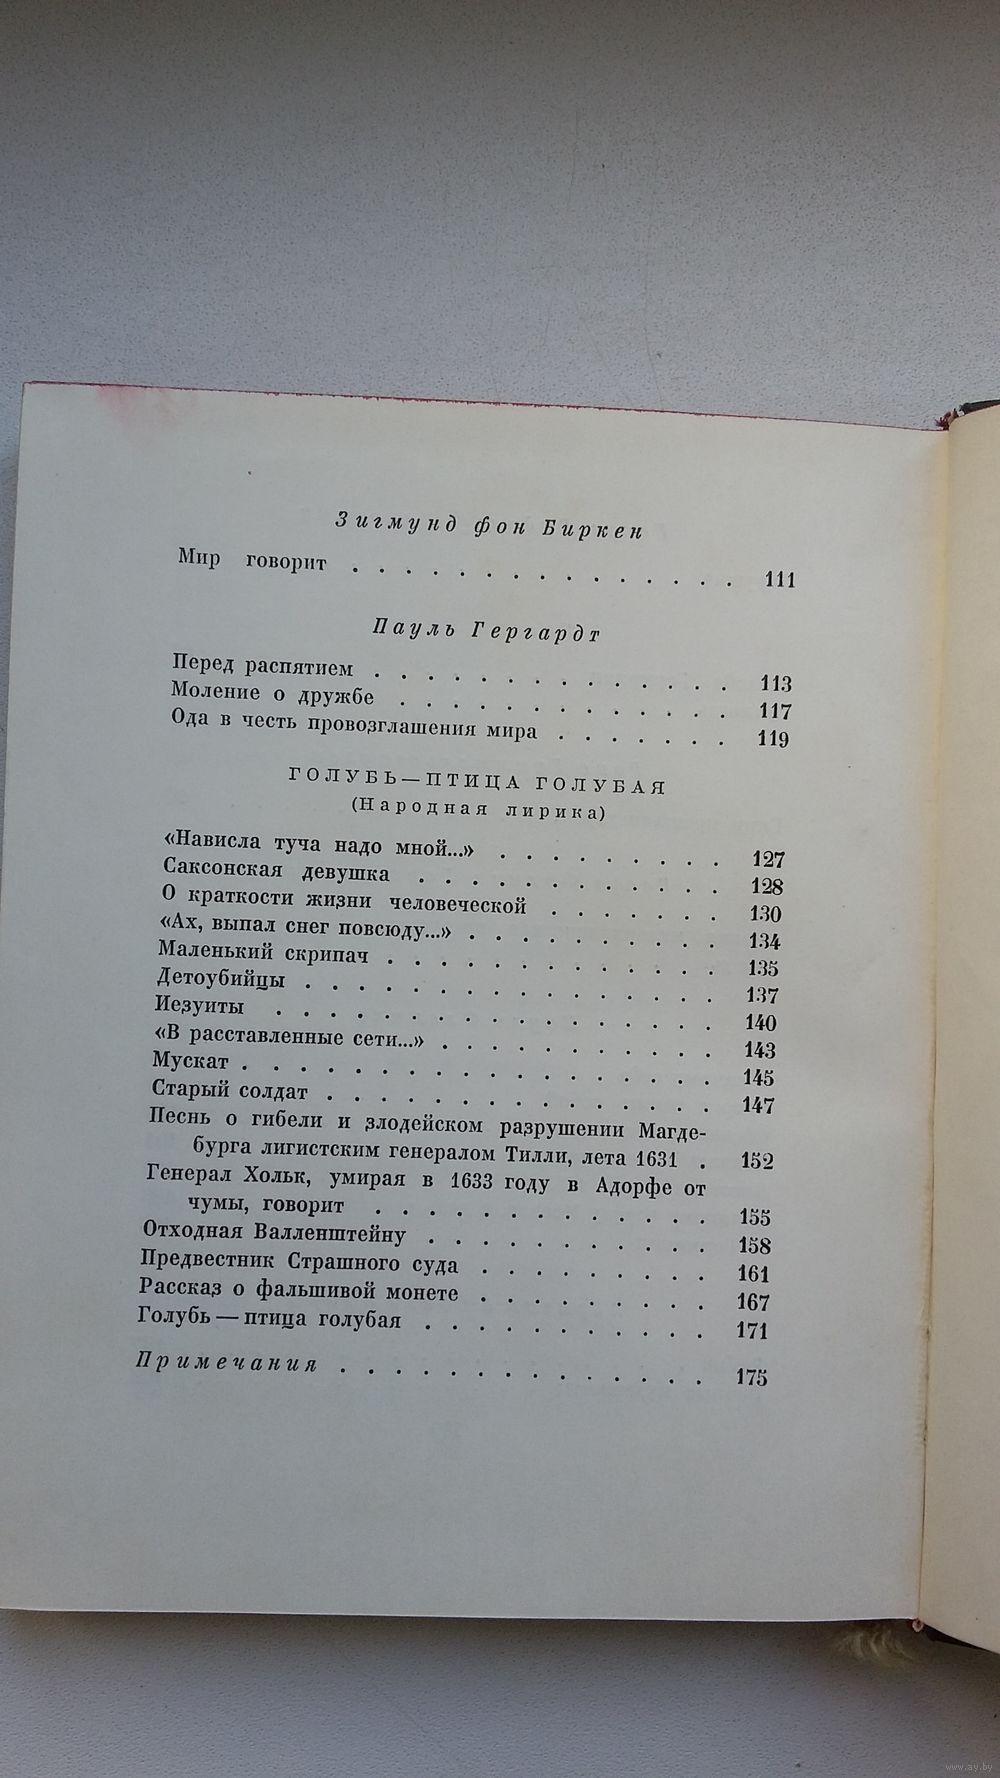 Зигмунд фон Биркен
Мир говорит . . . . . . . . . . . . . . . 111
Пауль Гергардт
Перед распятием . . . . . . . . . . . . . . 113
Моление о дружбе . . . . . . . . . . . . . 117
Ода в честь провозглашения мира . . . . . . . 119
ГОЛУБЬ—ПТИЦА ГОЛУБАЯ
(Народная лирика)
«Нависла туча надо мной...» . . . . . . . . . 127
Саксонская девушка . . . . . . . . . . . . 128
О краткости жизни человеческой . . . . . . . 130
«Ах, выпал снег повсюду...» . . . . . . . . . . 134
Маленький скрипач . . . . . . . . . . . . . 135
Детоубийцы . . . . . . . . . . . . . . . . 137
Иезуиты . . . . . . . . . . . . . . . . . 140
«В расставленные сети...» . . . . . . . . . . . 143
Мускат . . . . . . . . . . . . . . . . . . 145
Старый солдат . . . . . . . . . . . . . . . 147
Песнь о гибели и злодейском разрушении Магде-
бурга лигистским генералом Тилли, лета 1631 . 152
Генерал Хольк, умирая в 1633 году в Адорфе от
чумы, говорит . . . . . . . . . . . . . 155
Отходная Валленштейну . . . . . . . . . . . 158
Предвестник Страшного суда . . . . . . . . . 161
Рассказ о фальшивой монете . . . . . . . . . 167
Голубь — птица голубая . . . . . . . . . . . 171
Примечания . . . . . . . . . . . . . . 175
www.ay.by